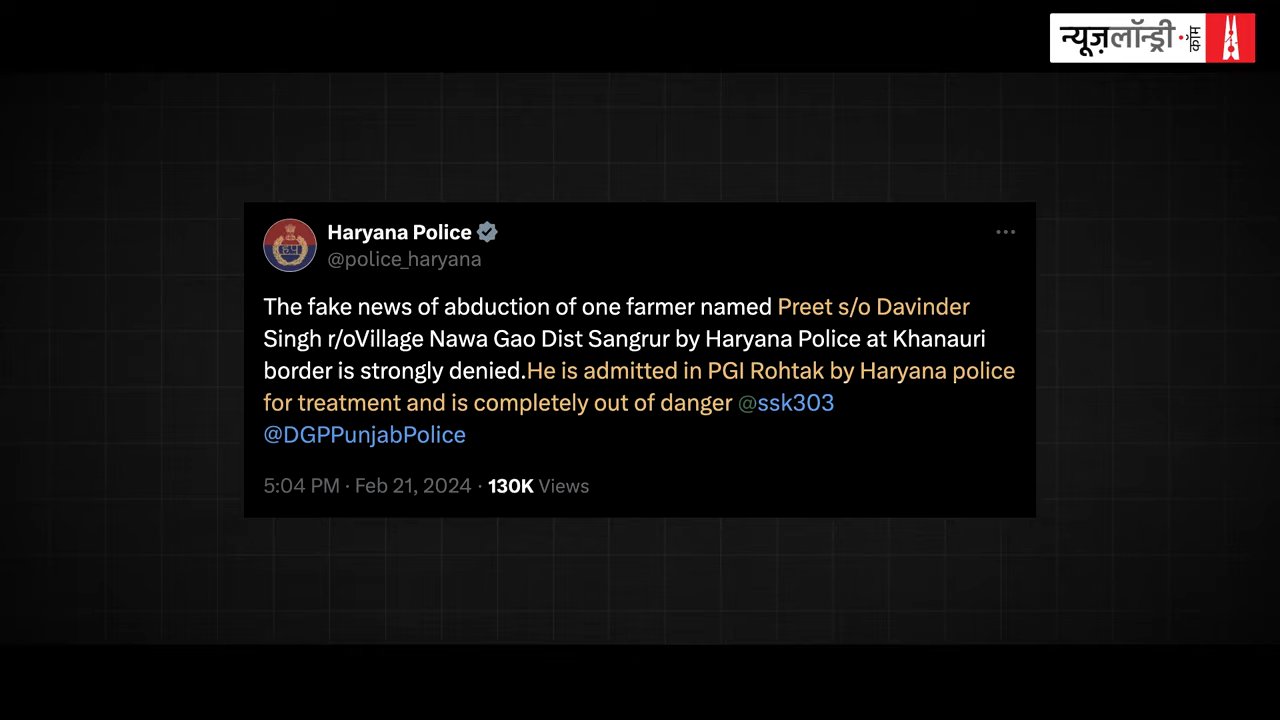 न्यूज़लॉन्ड्री.कॉम
Haryana Police
@police_haryana
The fake news of abduction of one farmer named Preet s/o Davinder
Singh r/oVillage Nawa Gao Dist Sangrur by Haryana Police at Khanauri
border is strongly denied.He is admitted in PGI Rohtak by Haryana police
for treatment and is completely out of danger @ssk303
@DGPPunjabPolice
5:04 PM · Feb 21, 2024 · 130K Views